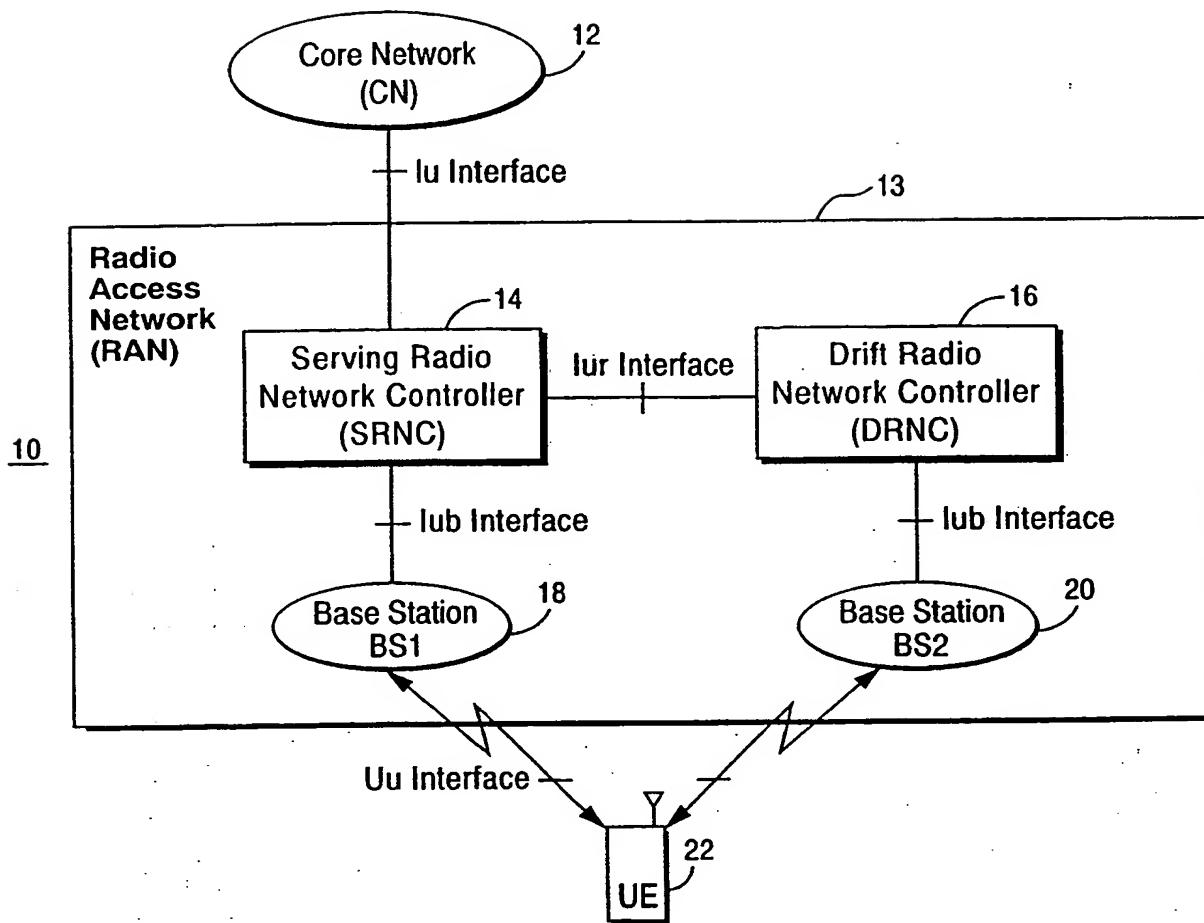 Core Network
(CN)
12
Iu Interface
13
Radio
Access
Network
(RAN)
14
16
Serving Radio
Network Controller
(SRNC)
Iur Interface
Drift Radio
Network Controller
(DRNC)
10
Iub Interface
Iub Interface
Base Station
BS1
18
Base Station
BS2
20
Uu Interface
UE
22